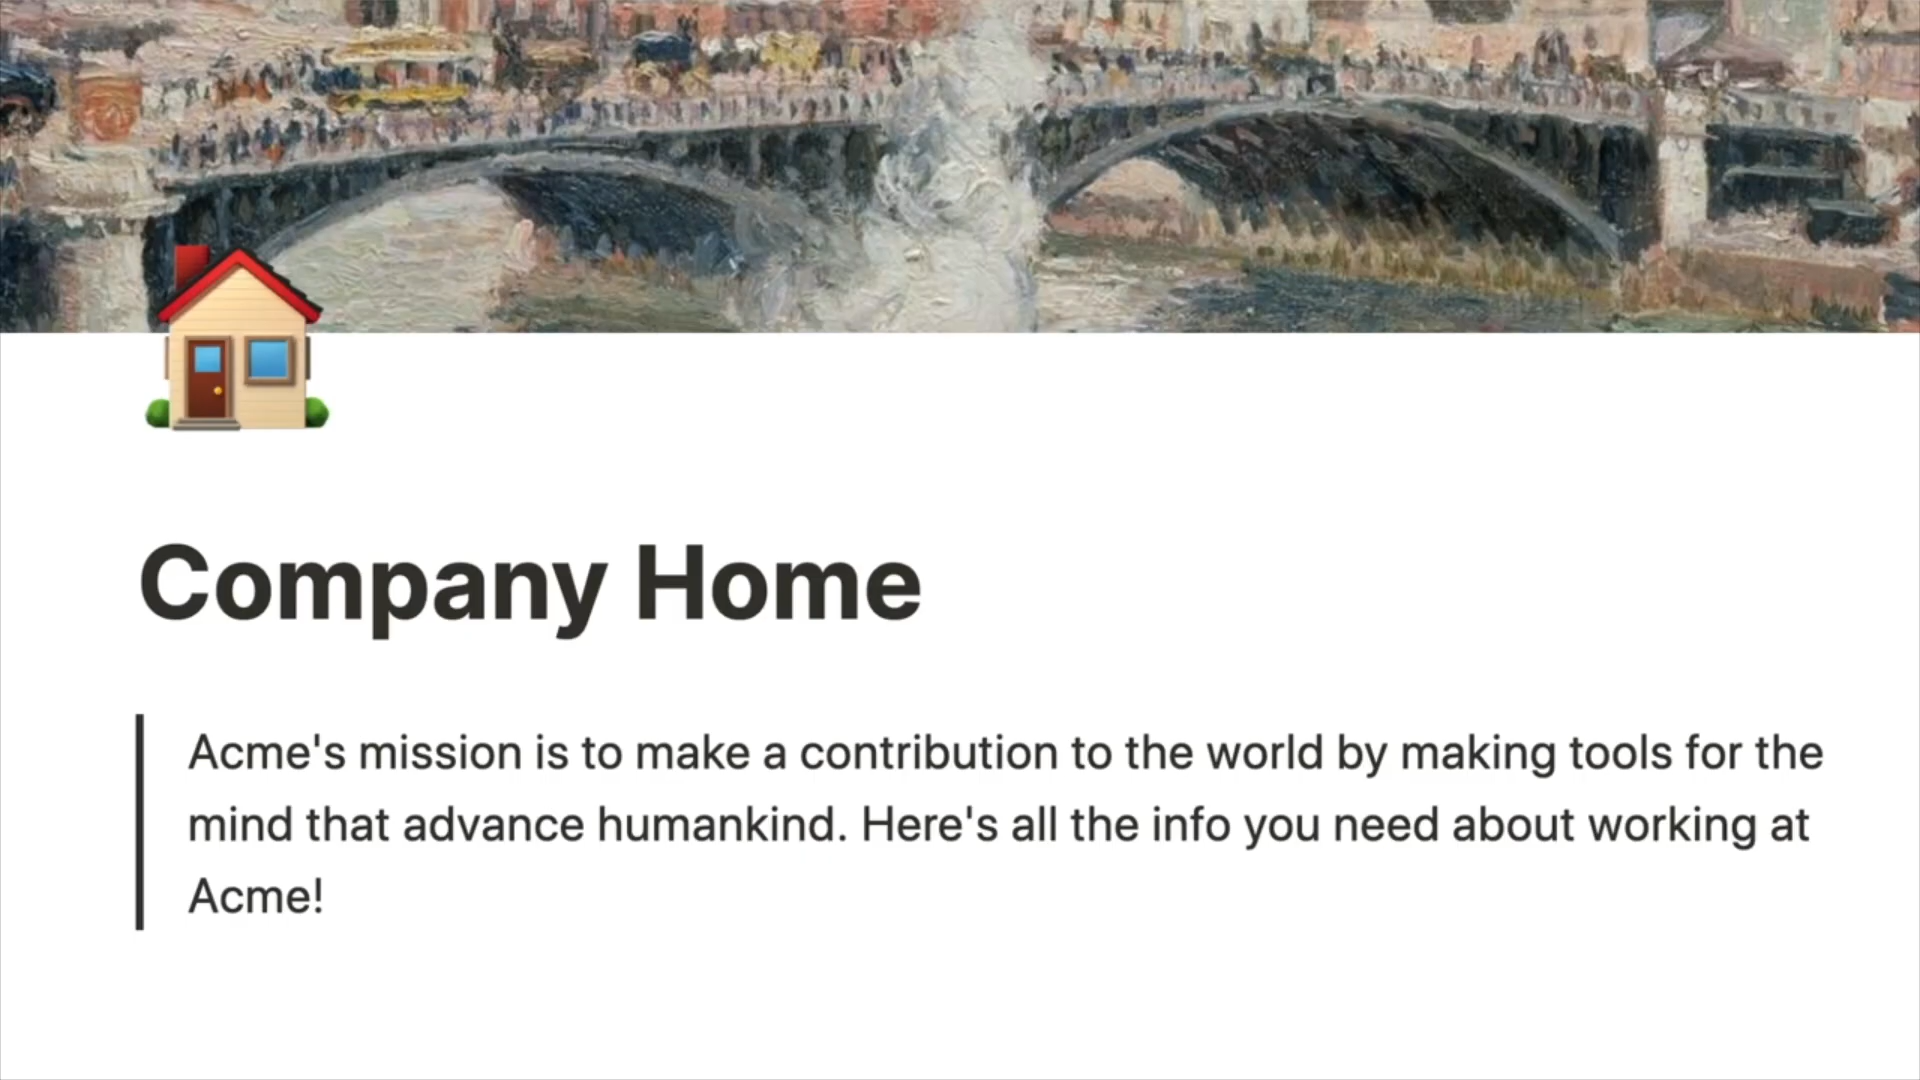 Company Home
Acme's mission is to make a contribution to the world by making tools for the
mind that advance humankind. Here's all the info you need about working at
Acme!